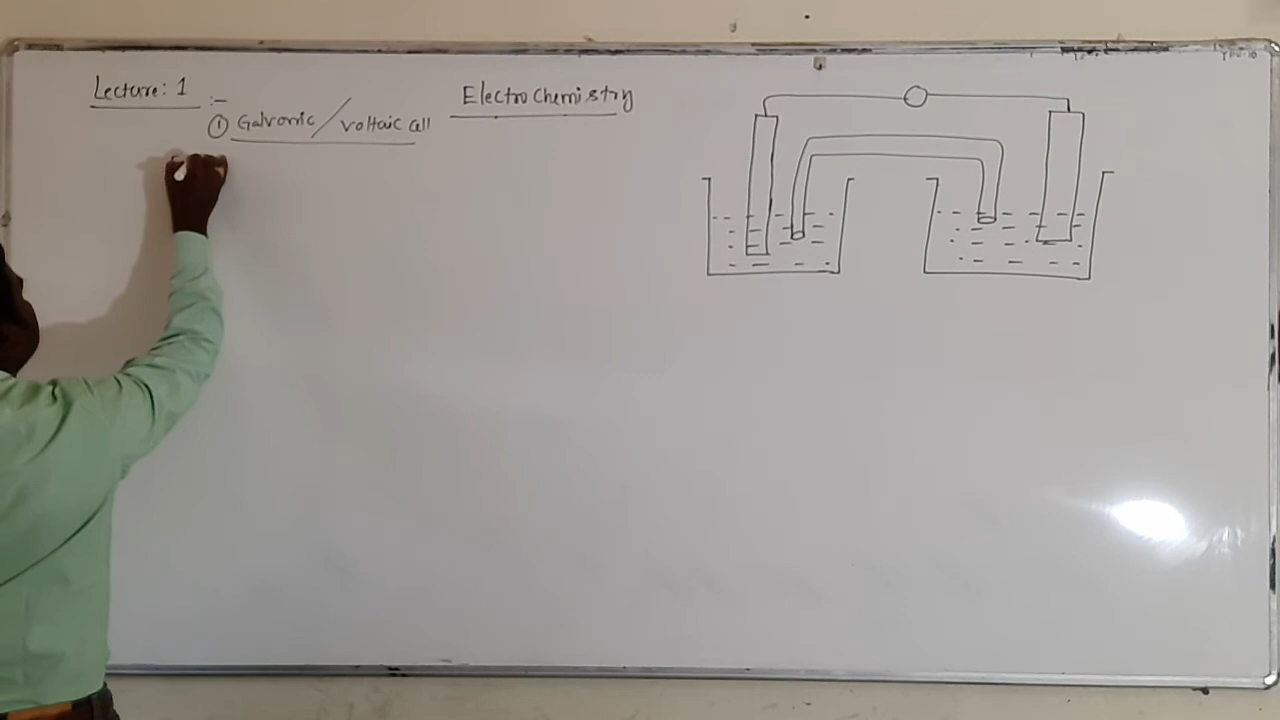 Lecture: 1
Electrochemistry
:-
① Galvanic / voltaic cell